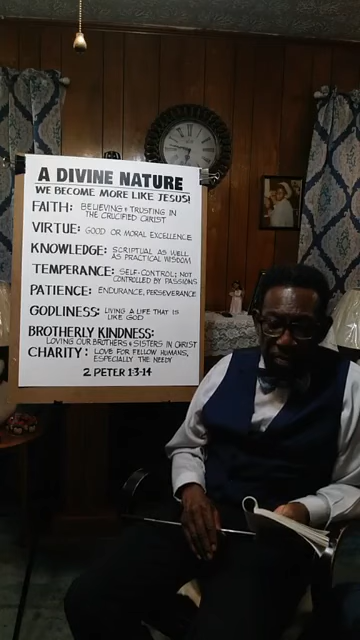 A DIVINE NATURE
WE BECOME MORE LIKE JESUS!
FAITH: BELIEVING & TRUSTING IN
THE CRUCIFIED CHRIST
VIRTUE: GOOD OR MORAL EXCELLENCE
KNOWLEDGE: SCRIPTUAL AS WELL
AS PRACTICAL WISDOM
TEMPERANCE: SELF-CONTROL; NOT
CONTROLLED BY PASSIONS
PATIENCE: ENDURANCE, PERSEVERANCE
GODLINESS: LIVING A LIFE THAT IS
LIKE GOD
BROTHERLY KINDNESS:
LOVING OUR BROTHERS & SISTERS IN CHRIST
CHARITY: LOVE FOR FELLOW HUMANS,
ESPECIALLY THE NEEDY
2 PETER 1:3-14